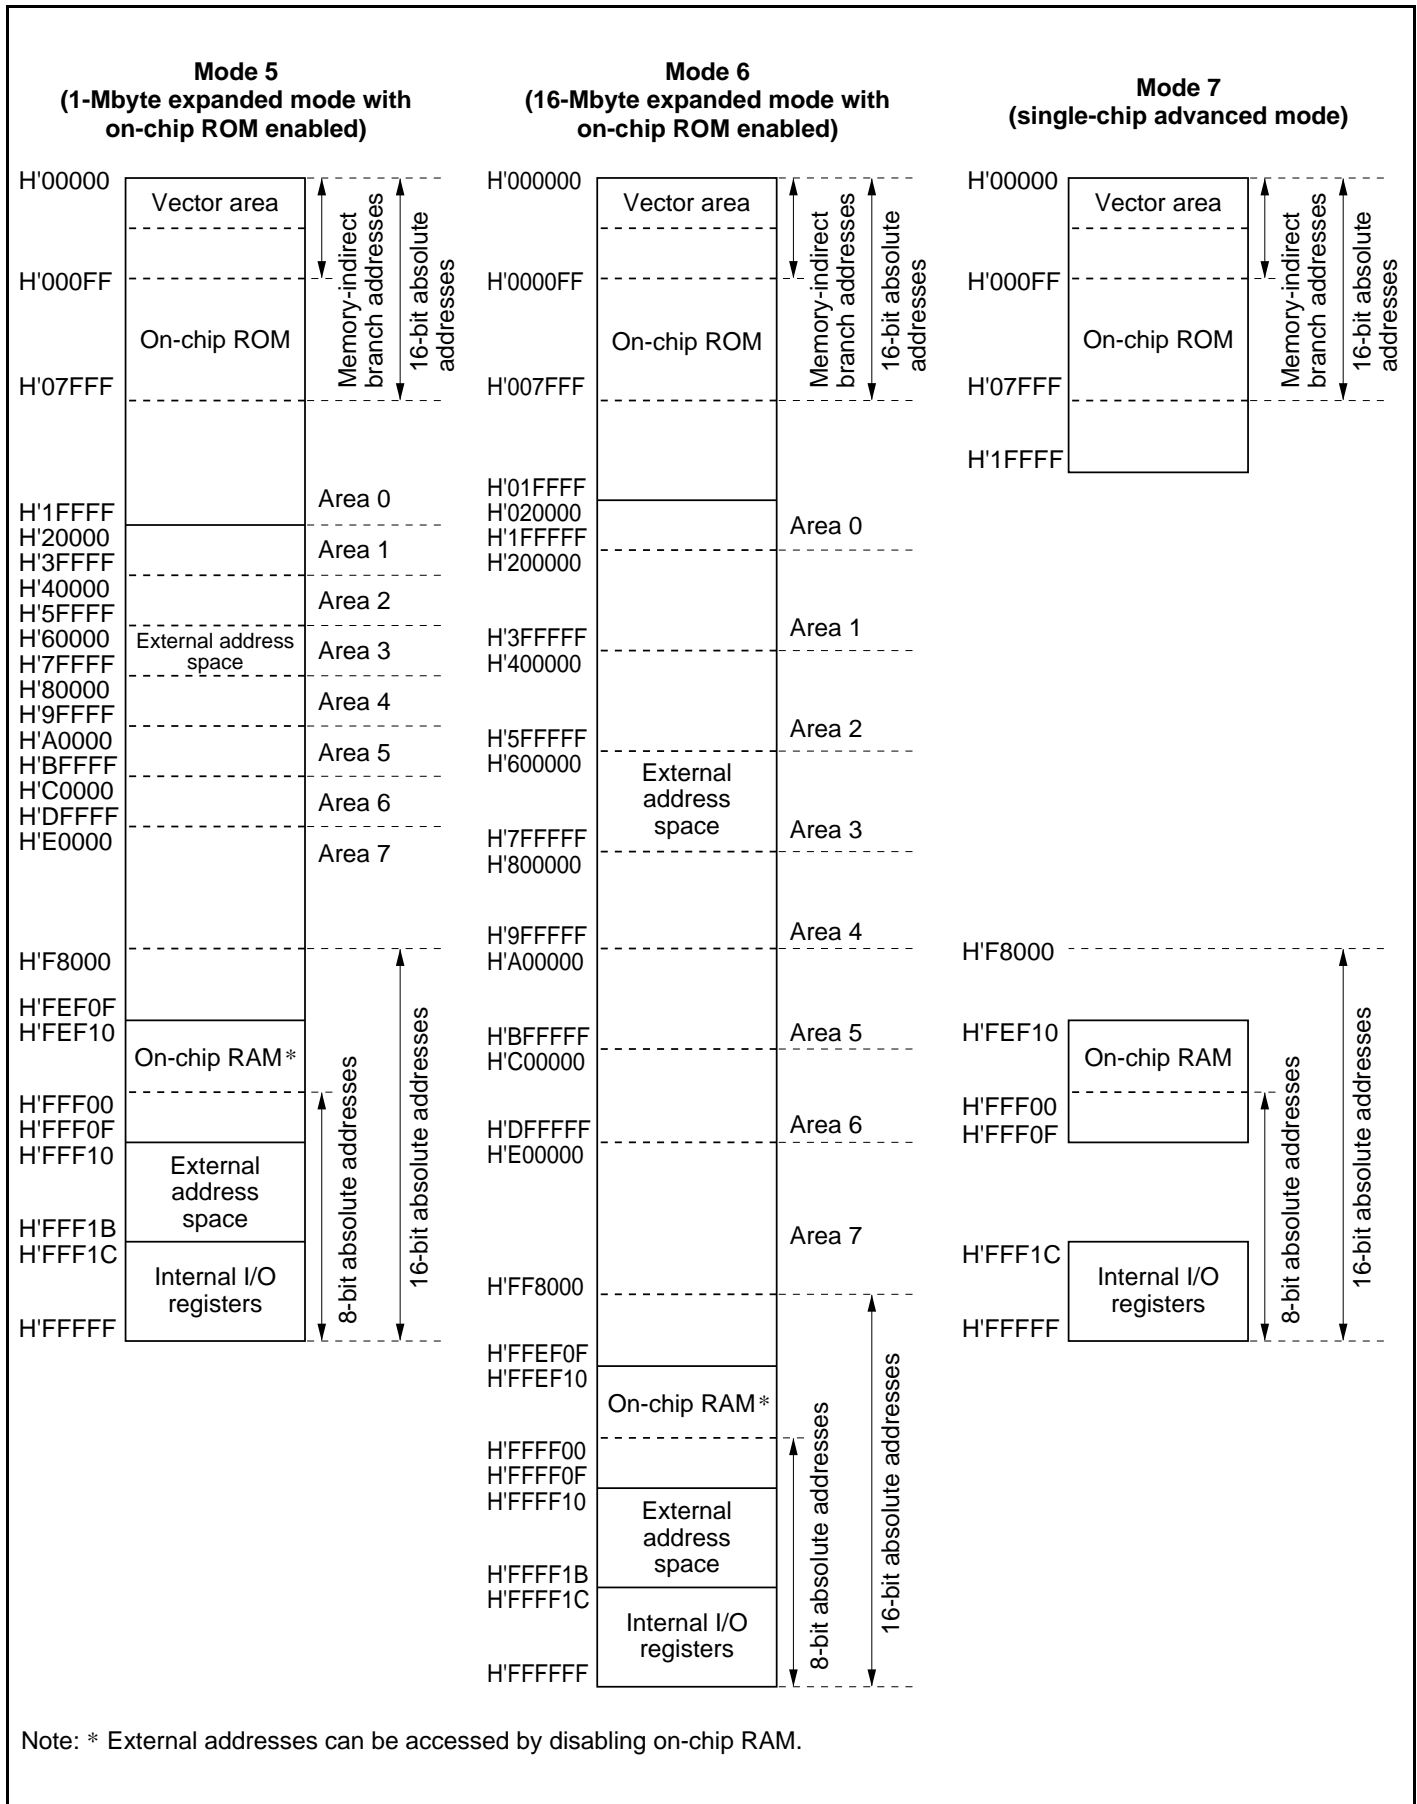 Mode 5
(1-Mbyte expanded mode with
on-chip ROM enabled)
H'00000
Vector area
H'000FF
On-chip ROM
H'07FFF
Memory-indirect
branch addresses
16-bit absolute
addresses
H'1FFFF
Area 0
H'20000
H'3FFFF
Area 1
H'40000
H'5FFFF
Area 2
H'60000
H'7FFFF
External address
space
Area 3
H'80000
H'9FFFF
Area 4
H'A0000
H'BFFFF
Area 5
H'C0000
H'DFFFF
Area 6
H'E0000
Area 7
H'F8000
H'FEF0F
H'FEF10
On-chip RAM*
H'FFF00
H'FFF0F
H'FFF10
External
address
space
H'FFF1B
H'FFF1C
Internal I/O
registers
H'FFFFF
8-bit absolute addresses
16-bit absolute addresses
Mode 6
(16-Mbyte expanded mode with
on-chip ROM enabled)
H'000000
Vector area
H'0000FF
On-chip ROM
H'007FFF
Memory-indirect
branch addresses
16-bit absolute
addresses
H'01FFFF
H'020000
H'1FFFFF
Area 0
H'200000
H'3FFFFF
Area 1
H'400000
H'5FFFFF
Area 2
H'600000
External
address
space
H'7FFFFF
Area 3
H'800000
H'9FFFFF
Area 4
H'A00000
H'BFFFFF
Area 5
H'C00000
H'DFFFFF
Area 6
H'E00000
Area 7
H'FF8000
H'FFEF0F
H'FFEF10
On-chip RAM*
H'FFFF00
H'FFFF0F
H'FFFF10
External
address
space
H'FFFF1B
H'FFFF1C
Internal I/O
registers
H'FFFFFF
8-bit absolute addresses
16-bit absolute addresses
Mode 7
(single-chip advanced mode)
H'00000
Vector area
H'000FF
On-chip ROM
H'07FFF
H'1FFFF
Memory-indirect
branch addresses
16-bit absolute
addresses
H'F8000
H'FEF10
On-chip RAM
H'FFF00
H'FFF0F
H'FFF1C
Internal I/O
registers
H'FFFFF
8-bit absolute addresses
16-bit absolute addresses
Note: * External addresses can be accessed by disabling on-chip RAM.